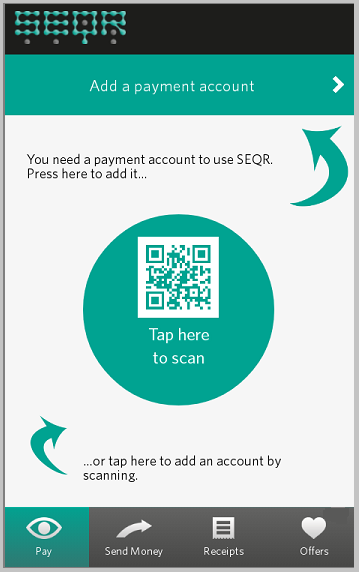 SEQR
Add a payment account
You need a payment account to use SEQR.
Press here to add it...
Tap here
to scan
...or tap here to add an account by
scanning.
Pay
Send Money
Receipts
Offers